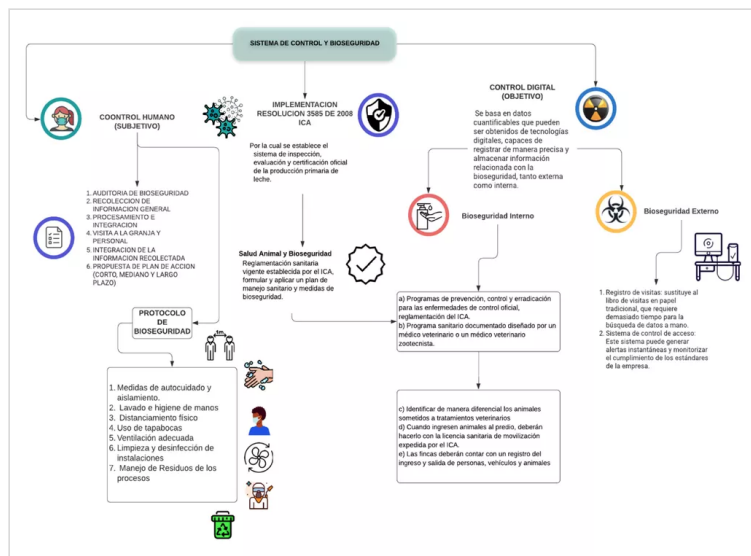 SISTEMA DE CONTROL Y BIOSEGURIDAD
COONTROL HUMANO
(SUBJETIVO)
1. AUDITORIA DE BIOSEGURIDAD
2. RECOLECCION DE
INFORMACION GENERAL
3. PROCESAMIENTO E
INTEGRACION
4. VISITA A LA GRANJA Y
PERSONAL
5. INTEGRACION DE LA
INFORMACION RECOLECTADA
6. PROPUESTA DE PLAN DE ACCION
(CORTO, MEDIANO Y LARGO
PLAZO)
PROTOCOLO
DE
BIOSEGURIDAD
1m.
1. Medidas de autocuidado y
aislamiento.
2. Lavado e higiene de manos
3. Distanciamiento físico
4. Uso de tapabocas
5. Ventilación adecuada
6. Limpieza y desinfección de
instalaciones
7. Manejo de Residuos de los
procesos
IMPLEMENTACION
RESOLUCION 3585 DE 2008
ICA
Por la cual se establece el
sistema de inspección,
evaluación y certificación oficial
de la producción primaria de
leche.
Salud Animal y Bioseguridad
Reglamentación sanitaria
vigente establecida por el ICA,
formular y aplicar un plan de
manejo sanitario y medidas de
bioseguridad.
CONTROL DIGITAL
(OBJETIVO)
Se basa en datos
cuantificables que pueden
ser obtenidos de tecnologías
digitales, capaces de
registrar de manera precisa y
almacenar información
relacionada con la
bioseguridad, tanto externa
como interna.
Bioseguridad Interno
a) Programas de prevención, control y erradicación
para las enfermedades de control oficial,
reglamentación del ICA.
b) Programa sanitario documentado diseñado por un
médico veterinario o un médico veterinario
zootecnista.
c) Identificar de manera diferencial los animales
sometidos a tratamientos veterinarios
d) Cuando ingresen animales al predio, deberán
hacerlo con la licencia sanitaria de movilización
expedida por el ICA.
e) Las fincas deberán contar con un registro del
ingreso y salida de personas, vehículos y animales
Bioseguridad Externo
1. Registro de visitas: sustituye al
libro de visitas en papel
tradicional, que requiere
demasiado tiempo para la
búsqueda de datos a mano.
2. Sistema de control de acceso:
Este sistema puede generar
alertas instantáneas y monitorizar
el cumplimiento de los estándares
de la empresa.